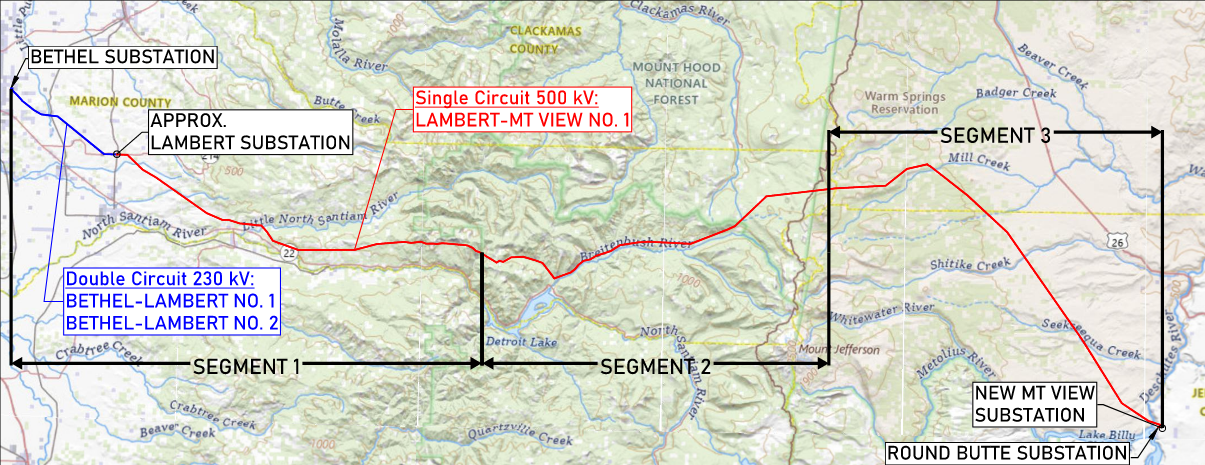 Clackamas River
Little Pu
Molalla River
CLACKAMAS
COUNTY
BETHEL SUBSTATION
Beaver Creek
MOUNT HOOD
NATIONAL
FOREST
Badger Creek
Warm Springs
Reservation
MARION COUNTY
Butte Creek
Single Circuit 500 kV:
LAMBERT-MT VIEW NO. 1
1000
APPROX.
LAMBERT SUBSTATION
214
500
SEGMENT 3
Mill Creek
Wa
North Santiam River
Little North Santiam River
22
Breitenbush River
26
Shitike Creek
1000
Double Circuit 230 kV:
BETHEL-LAMBERT NO. 1
BETHEL-LAMBERT NO. 2
Whitewater River
Seekseequa Creek
Deschutes River
North Santiam River
Detroit Lake
Mount Jefferson
Metolius River
Crabtree Creek
SEGMENT 1
SEGMENT 2
NEW MT VIEW
SUBSTATION
JE
Crabtree Creek
Beaver Creek
1000
Quartzville Creek
Lake Billy
ROUND BUTTE SUBSTATION